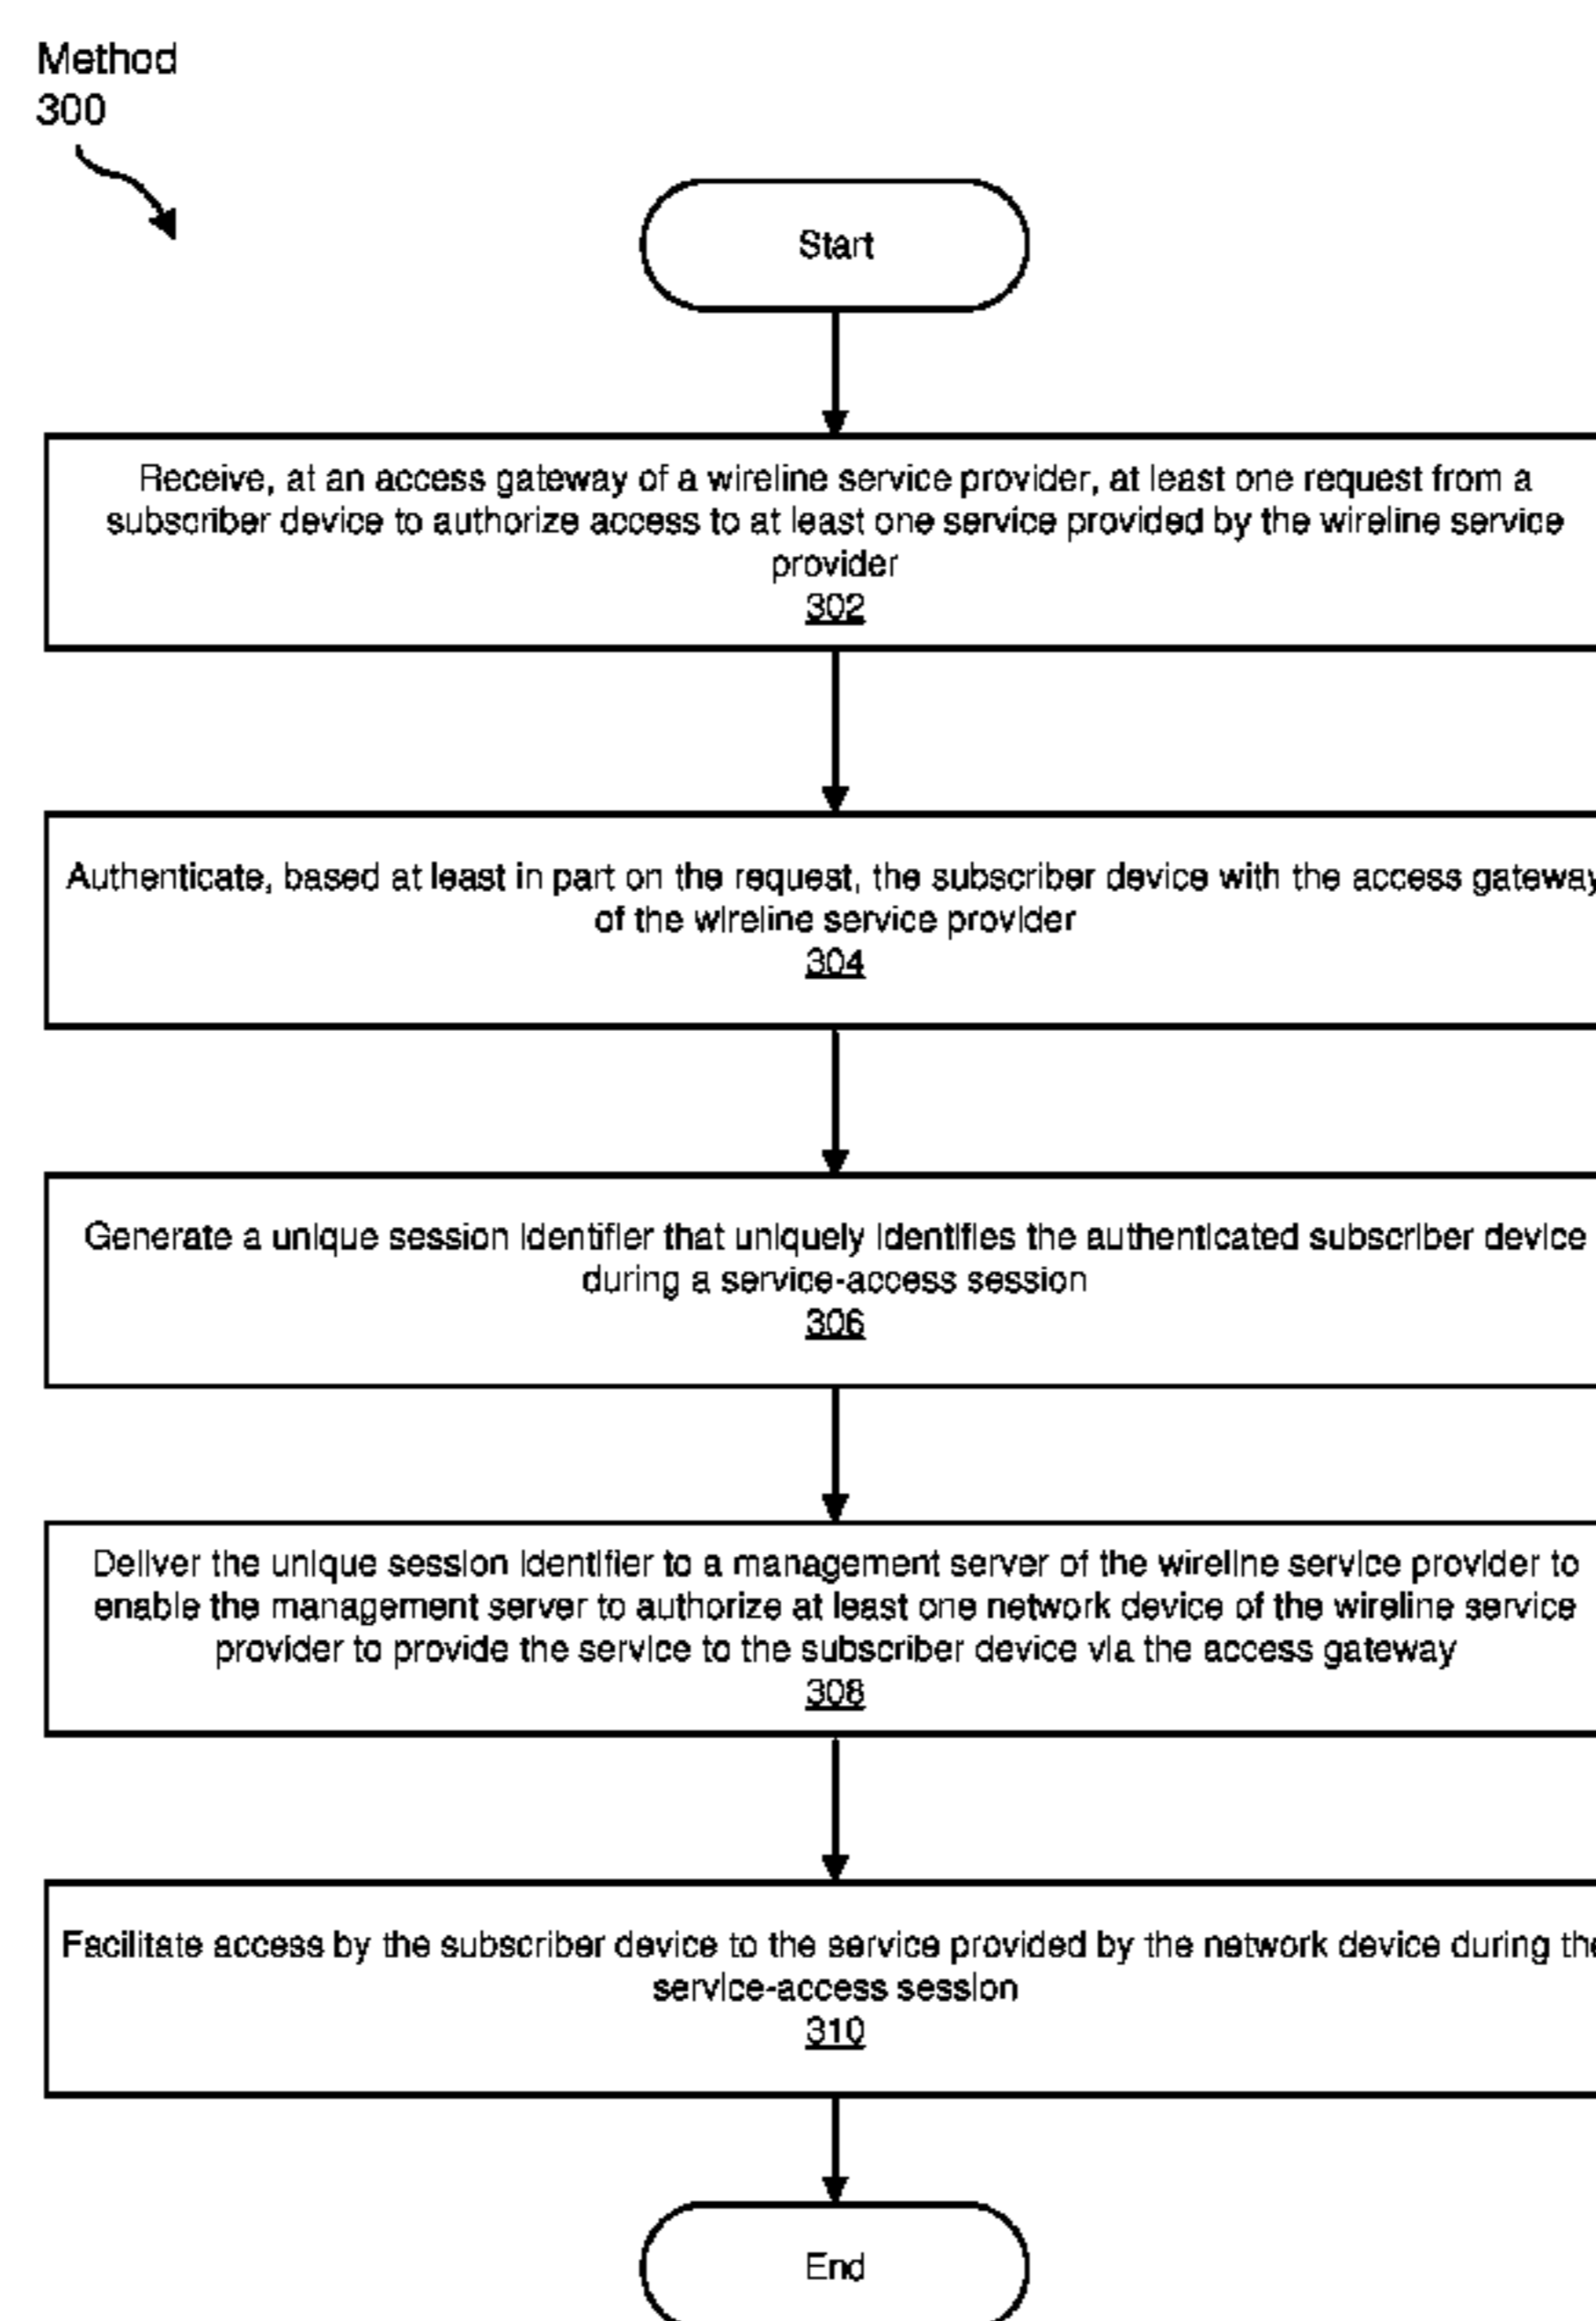 Method
300
Start
Receive, at an access gateway of a wireline service provider, at least one request from a
subscriber device to authorize access to at least one service provided by the wireline service
provider
302
Authenticate, based at least in part on the request, the subscriber device with the access gateway
of the wireline service provider
304
Generate a unique session identifier that uniquely identifies the authenticated subscriber device
during a service-access session
306
Deliver the unique session identifier to a management server of the wireline service provider to
enable the management server to authorize at least one network device of the wireline service
provider to provide the service to the subscriber device via the access gateway
308
Facilitate access by the subscriber device to the service provided by the network device during the
service-access session
310
End